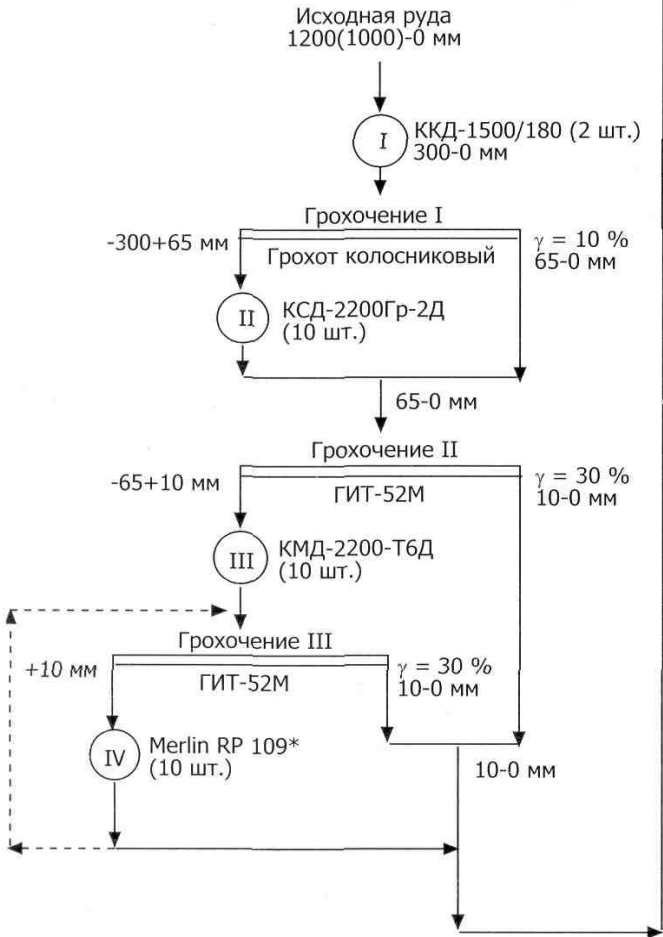 Исходная руда
1200(1000)-0 мм
I
ККД-1500/180 (2 шт.)
300-0 мм
Грохочение I
-300+65 мм
Грохот колосниковый
γ = 10 %
65-0 мм
II
КСД-2200Гр-2Д
(10 шт.)
65-0 мм
Грохочение II
-65+10 мм
ГИТ-52М
γ = 30 %
10-0 мм
III
КМД-2200-Т6Д
(10 шт.)
Грохочение III
+10 мм
ГИТ-52М
γ = 30 %
10-0 мм
IV
Merlin RP 109*
(10 шт.)
10-0 мм